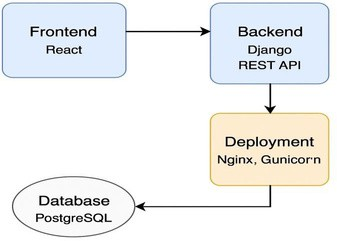 Frontend
React
Backend
Django
REST API
Deployment
Nginx, Gunicorn
Database
PostgreSQL